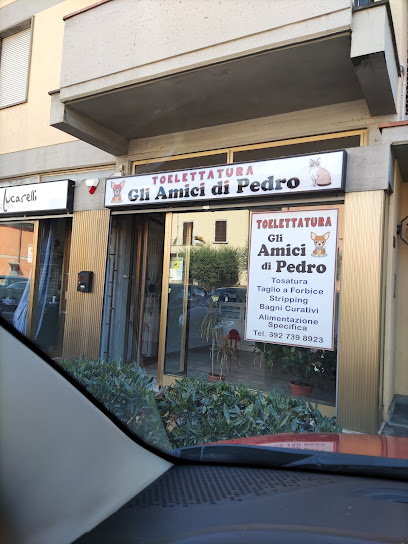 Lucarelli
TOELETTATURA
Gli Amici di Pedro
TOELETTATURA
Gli
Amici
di Pedro
Tosatura
Taglio a Forbice
Stripping
Bagni Curativi
Alimentazione
Specifica
Tel. 392 739 8923